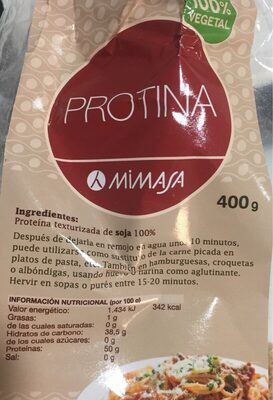 100%
VEGETAL
PROTINA
MiMASA
400g
Ingredientes:
Proteína texturizada de soja 100%
Después de dejarla en remojo en agua unos 10 minutos,
puede utilizarse como sustituto de la carne picada en
platos de pasta, etc. También en hamburguesas, croquetas
o albóndigas, usando huevo o harina como aglutinante.
Hervir en sopas o purés entre 15-20 minutos.
INFORMACIÓN NUTRICIONAL (por 100 g)
Valor energético: 1.434 kJ 342 kcal
Grasas: 1 g
de las cuales saturadas: 0 g
Hidratos de carbono: 38,5 g
de los cuales azúcares: 0 g
Proteínas: 50 g
Sal: 0 g